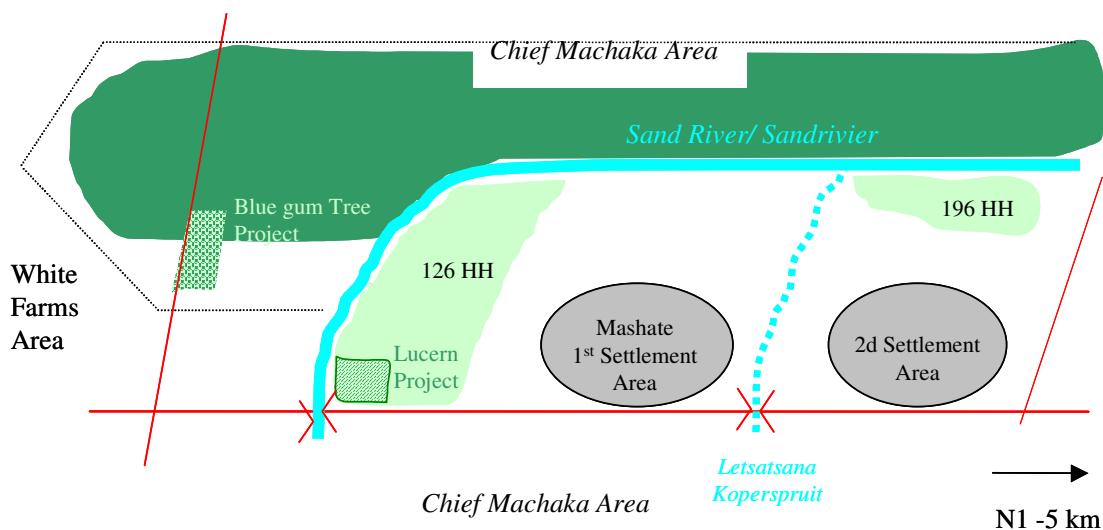 Chief Machaka Area
Sand River/ Sandrivier
196 HH
Blue gum Tree
Project
126 HH
White
Farms
Area
Mashate
1st Settlement
Area
2d Settlement
Area
Lucern
Project
Letsatsana
Koperspruit
Chief Machaka Area
N1 -5 km